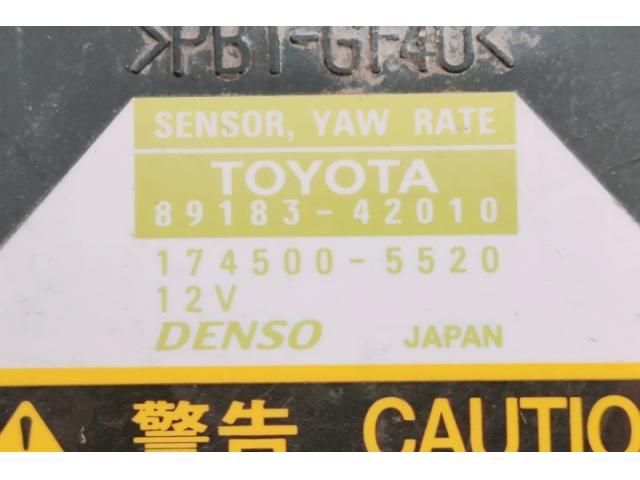 >PBT-GF40<
SENSOR, YAW RATE
TOYOTA
89183-42010
174500-5520
12V
DENSO JAPAN
警告 CAUTIO